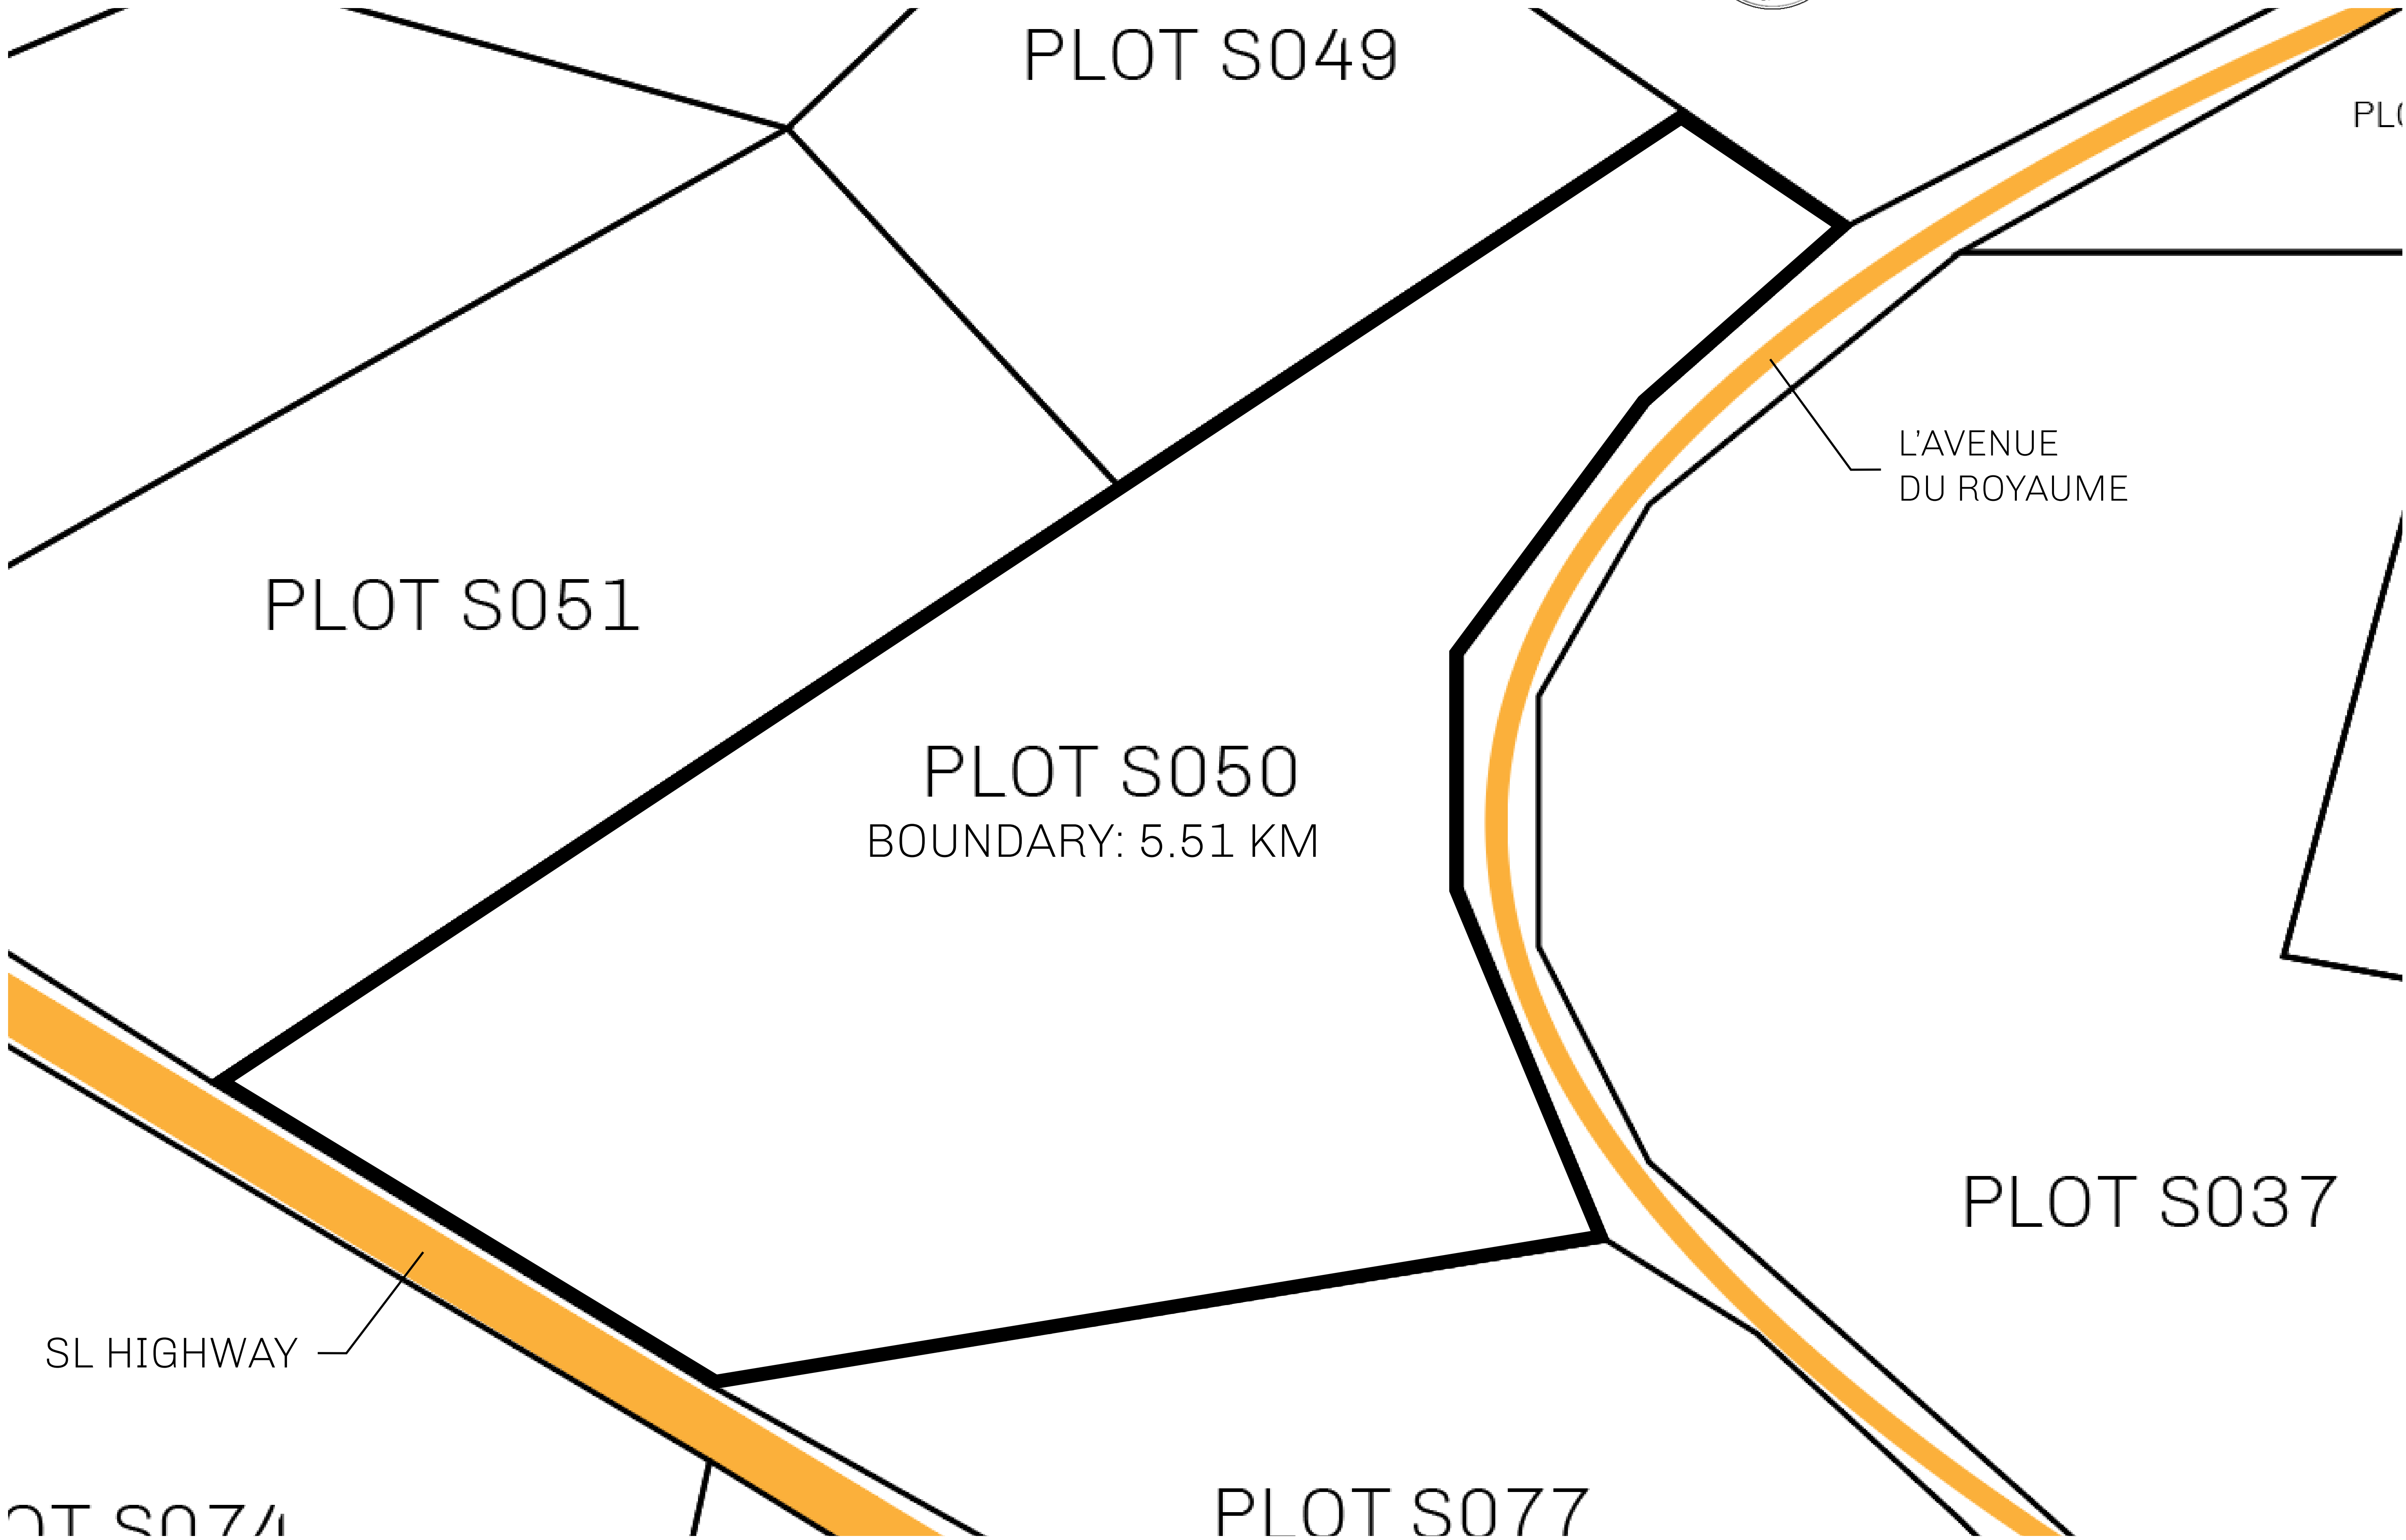 PLOT S049
L'AVENUE
DU ROYAUME
PLOT S051
PLOT S050
BOUNDARY: 5.51 KM
PLOT S037
SL HIGHWAY
PLOT S077